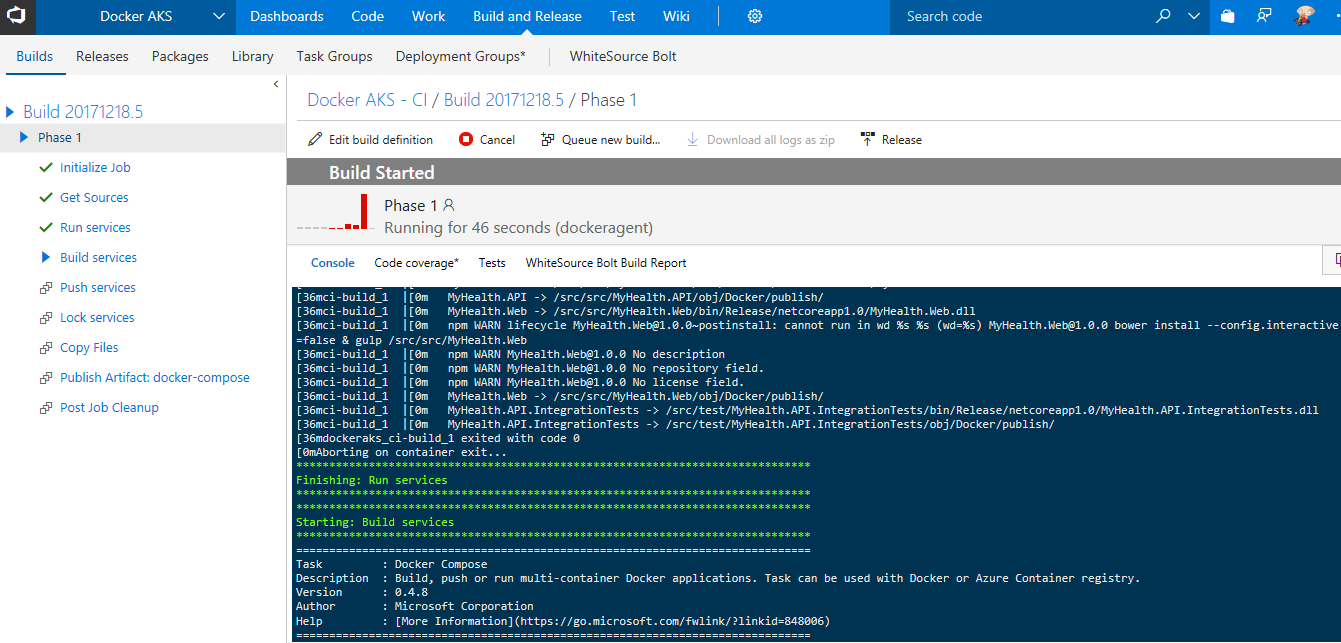 Docker AKS
Dashboards Code Work Build and Release Test Wiki
Search code
Builds Releases Packages Library Task Groups Deployment Groups* WhiteSource Bolt
Build 20171218.5
Phase 1
Initialize Job
Get Sources
Run services
Build services
Push services
Lock services
Copy Files
Publish Artifact: docker-compose
Post Job Cleanup
Docker AKS - CI / Build 20171218.5 / Phase 1
Edit build definition Cancel Queue new build... Download all logs as zip Release
Build Started
Phase 1
Running for 46 seconds (dockeragent)
Console Code coverage* Tests WhiteSource Bolt Build Report
[36mci-build_1 |[0m MyHealth.API -> /src/src/MyHealth.API/obj/Docker/publish/
[36mci-build_1 |[0m MyHealth.Web -> /src/src/MyHealth.Web/bin/Release/netcoreapp1.0/MyHealth.Web.dll
[36mci-build_1 |[0m npm WARN lifecycle MyHealth.Web@1.0.0~postinstall: cannot run in wd %s %s (wd=%s) MyHealth.Web@1.0.0 bower install --config.interactive
=false & gulp /src/src/MyHealth.Web
[36mci-build_1 |[0m npm WARN MyHealth.Web@1.0.0 No description
[36mci-build_1 |[0m npm WARN MyHealth.Web@1.0.0 No repository field.
[36mci-build_1 |[0m npm WARN MyHealth.Web@1.0.0 No license field.
[36mci-build_1 |[0m MyHealth.Web -> /src/src/MyHealth.Web/obj/Docker/publish/
[36mci-build_1 |[0m MyHealth.API.IntegrationTests -> /src/test/MyHealth.API.IntegrationTests/bin/Release/netcoreapp1.0/MyHealth.API.IntegrationTests.dll
[36mci-build_1 |[0m MyHealth.API.IntegrationTests -> /src/test/MyHealth.API.IntegrationTests/obj/Docker/publish/
[36mdockeraks_ci-build_1 exited with code 0
[0mAborting on container exit...
******************************************************************************
Finishing: Run services
******************************************************************************
******************************************************************************
Starting: Build services
******************************************************************************
==============================================================================
Task : Docker Compose
Description : Build, push or run multi-container Docker applications. Task can be used with Docker or Azure Container registry.
Version : 0.4.8
Author : Microsoft Corporation
Help : [More Information](https://go.microsoft.com/fwlink/?linkid=848006)
==============================================================================